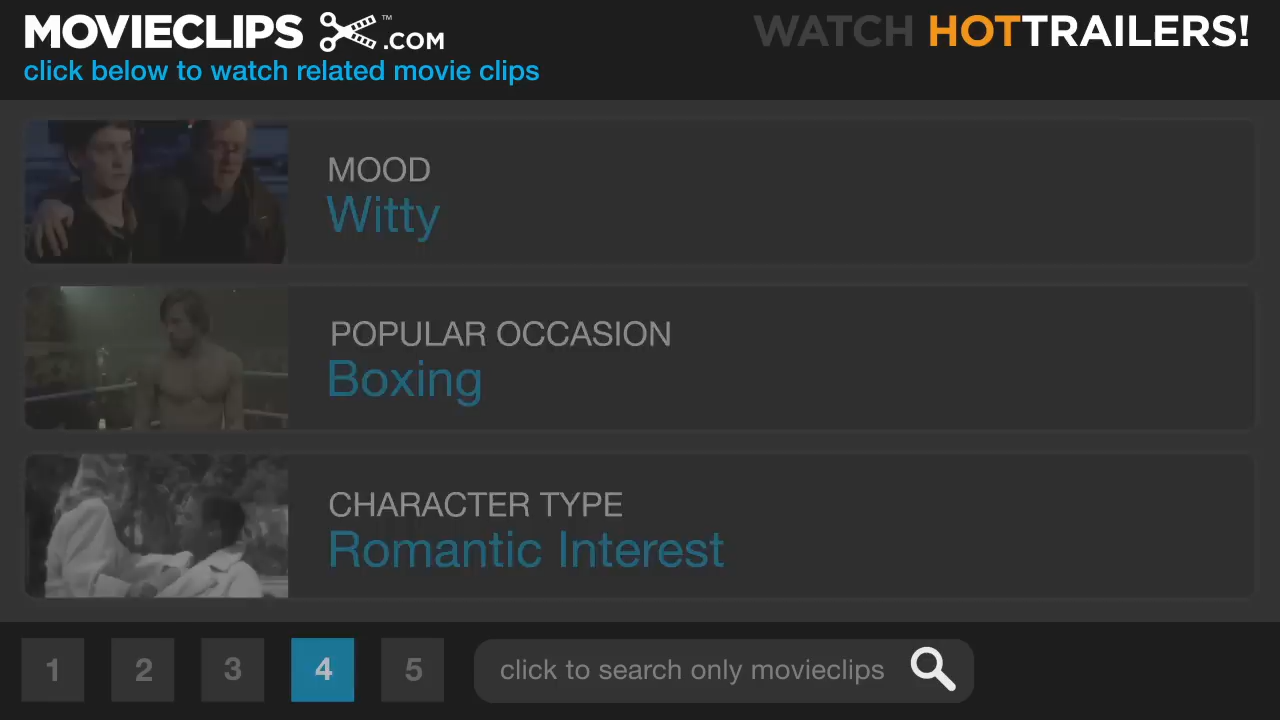 MOVIECLIPS ™ .COM
WATCH HOTTRAILERS!
click below to watch related movie clips
MOOD
Witty
POPULAR OCCASION
Boxing
CHARACTER TYPE
Romantic Interest
1 2 3 4 5 click to search only movieclips